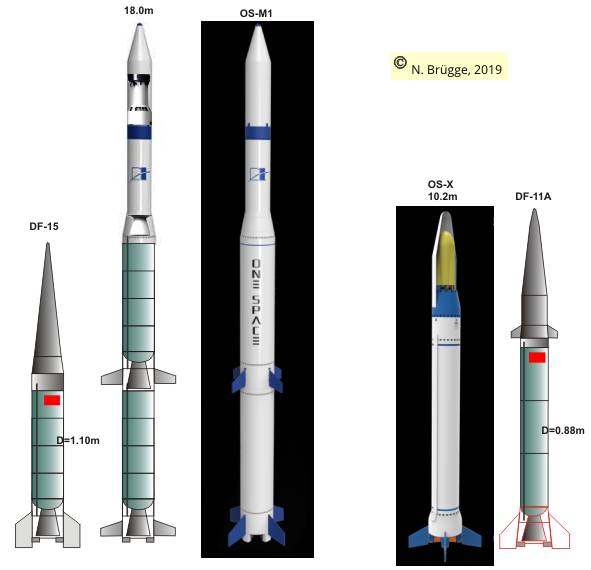 18.0m
OS-M1
© N. Brügge, 2019
OS-X
10.2m
DF-11A
DF-15
ONE SPACE
D=1.10m
D=0.88m